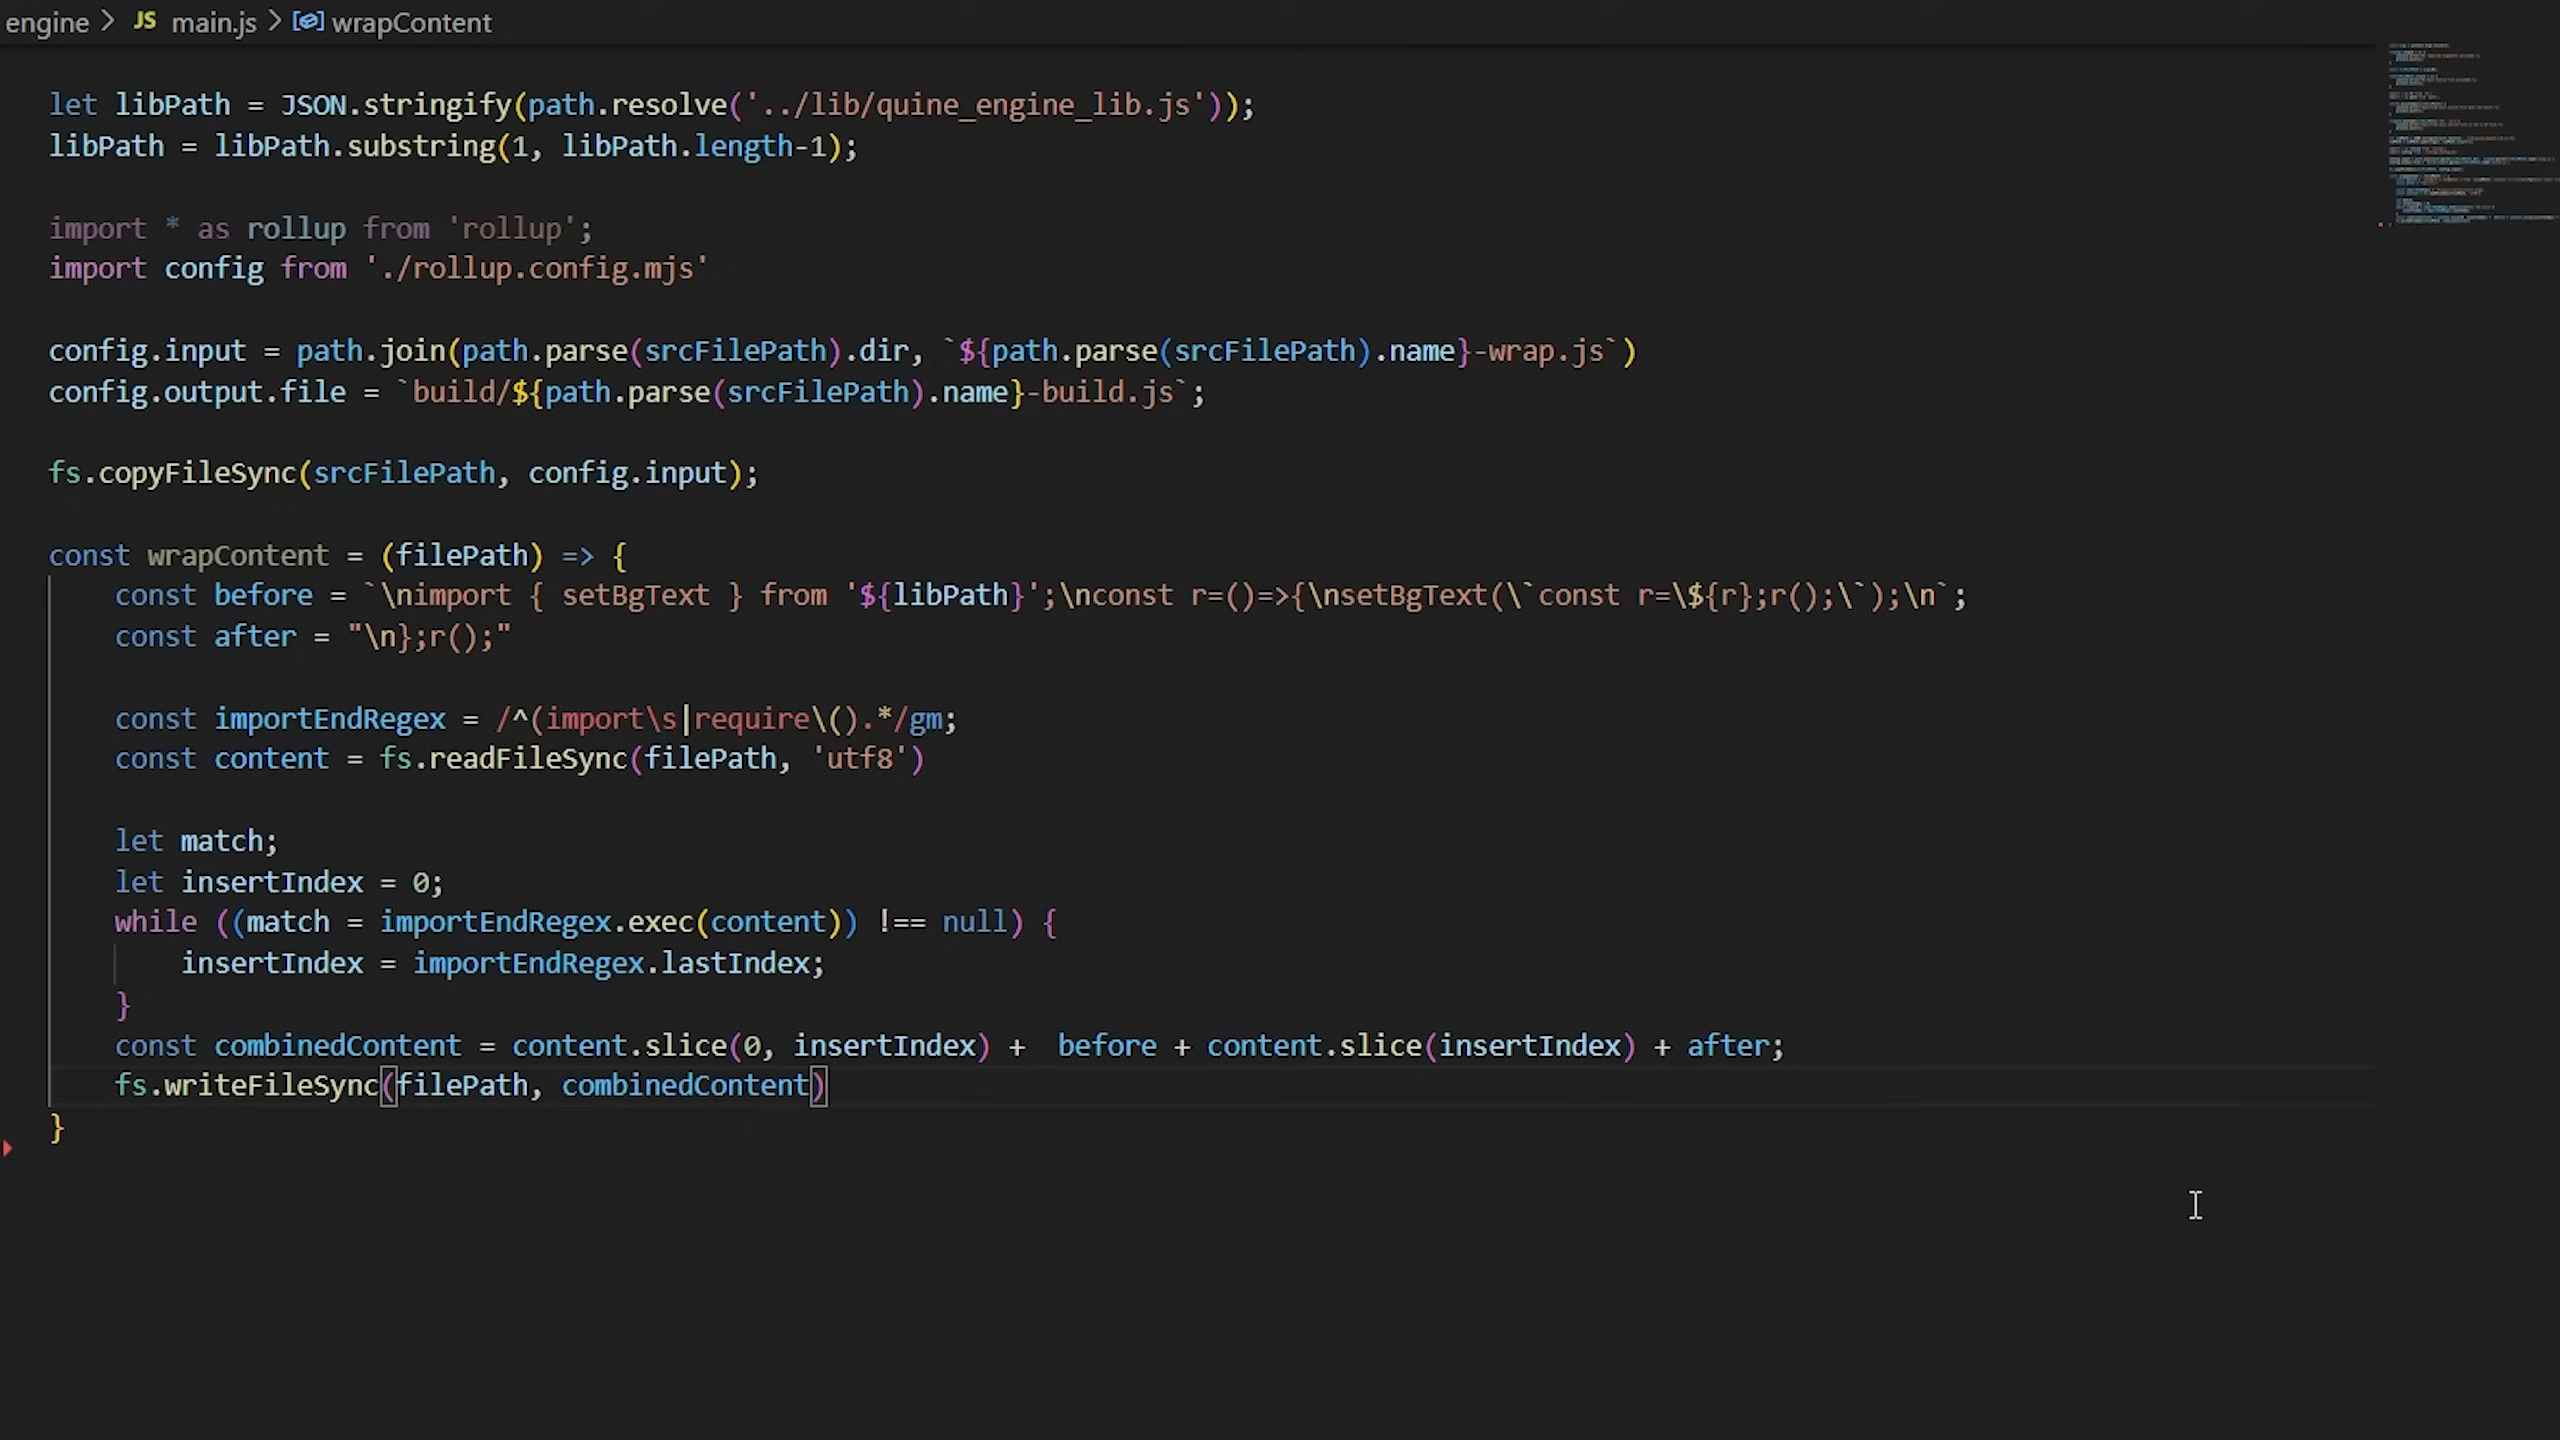 engine > JS main.js > wrapContent
let libPath = JSON.stringify(path.resolve('../lib/quine_engine_lib.js'));
libPath = libPath.substring(1, libPath.length-1);
import * as rollup from 'rollup';
import config from './rollup.config.mjs'
config.input = path.join(path.parse(srcFilePath).dir, `${path.parse(srcFilePath).name}-wrap.js`)
config.output.file = `build/${path.parse(srcFilePath).name}-build.js`;
fs.copyFileSync(srcFilePath, config.input);
const wrapContent = (filePath) => {
const before = `\nimport { setBgText } from '${libPath}';\nconst r=()=>{\nsetBgText(\`const r=\${r};r();\`);\n`;
const after = "\n};r();"
const importEndRegex = /^(import\s|require\().*/gm;
const content = fs.readFileSync(filePath, 'utf8')
let match;
let insertIndex = 0;
while ((match = importEndRegex.exec(content)) !== null) {
insertIndex = importEndRegex.lastIndex;
}
const combinedContent = content.slice(0, insertIndex) +  before + content.slice(insertIndex) + after;
fs.writeFileSync(filePath, combinedContent)
}